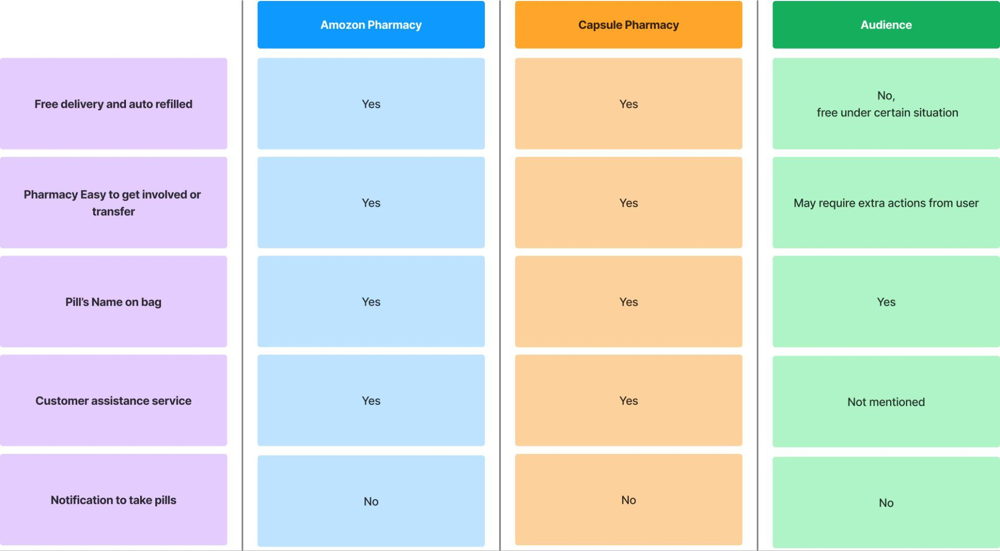 Amozon Pharmacy
Capsule Pharmacy
Audience
Free delivery and auto refilled
Yes
Yes
No,
free under certain situation
Pharmacy Easy to get involved or
transfer
Yes
Yes
May require extra actions from user
Pill’s Name on bag
Yes
Yes
Yes
Customer assistance service
Yes
Yes
Not mentioned
Notification to take pills
No
No
No